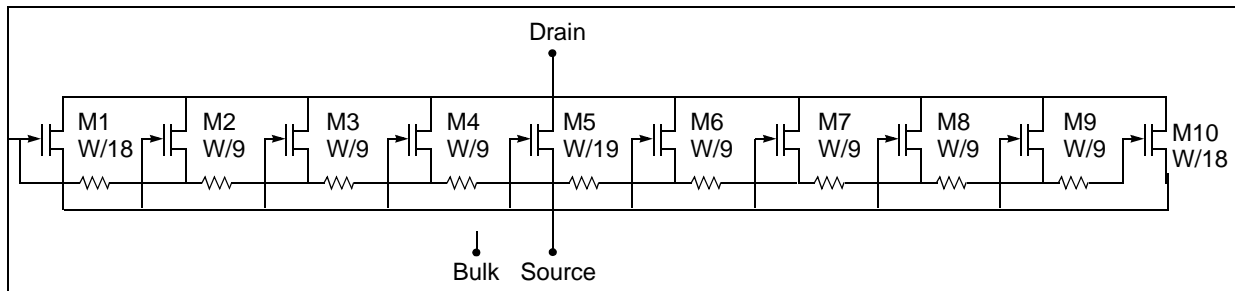 Drain
M1
W/18
M2
W/9
M3
W/9
M4
W/9
M5
W/19
M6
W/9
M7
W/9
M8
W/9
M9
W/9
M10
W/18
Bulk
Source